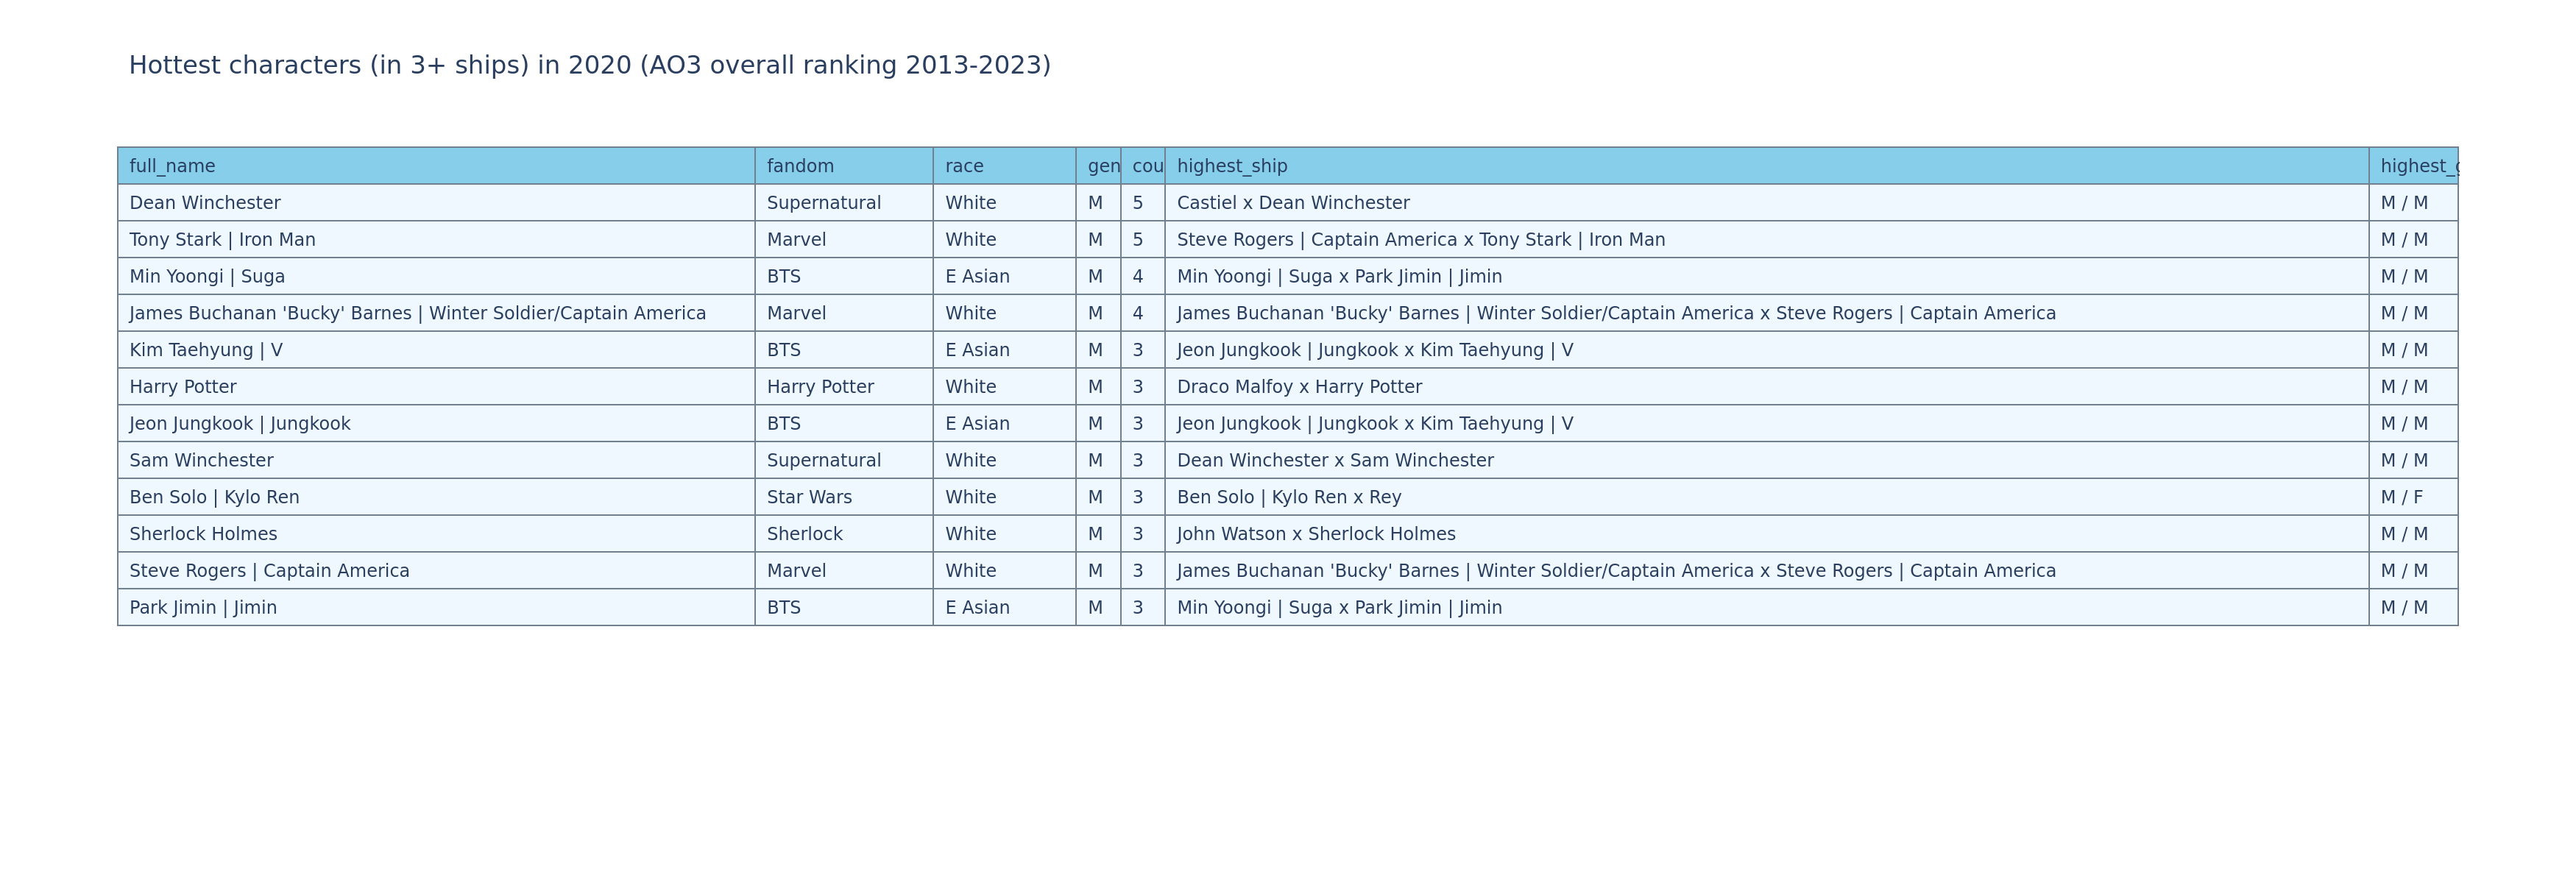 Hottest characters (in 3+ ships) in 2020 (AO3 overall ranking 2013-2023)
full_name fandom race gen cou highest_ship highest_g
Dean Winchester Supernatural White M 5 Castiel x Dean Winchester M / M
Tony Stark | Iron Man Marvel White M 5 Steve Rogers | Captain America x Tony Stark | Iron Man M / M
Min Yoongi | Suga BTS E Asian M 4 Min Yoongi | Suga x Park Jimin | Jimin M / M
James Buchanan 'Bucky' Barnes | Winter Soldier/Captain America Marvel White M 4 James Buchanan 'Bucky' Barnes | Winter Soldier/Captain America x Steve Rogers | Captain America M / M
Kim Taehyung | V BTS E Asian M 3 Jeon Jungkook | Jungkook x Kim Taehyung | V M / M
Harry Potter Harry Potter White M 3 Draco Malfoy x Harry Potter M / M
Jeon Jungkook | Jungkook BTS E Asian M 3 Jeon Jungkook | Jungkook x Kim Taehyung | V M / M
Sam Winchester Supernatural White M 3 Dean Winchester x Sam Winchester M / M
Ben Solo | Kylo Ren Star Wars White M 3 Ben Solo | Kylo Ren x Rey M / F
Sherlock Holmes Sherlock White M 3 John Watson x Sherlock Holmes M / M
Steve Rogers | Captain America Marvel White M 3 James Buchanan 'Bucky' Barnes | Winter Soldier/Captain America x Steve Rogers | Captain America M / M
Park Jimin | Jimin BTS E Asian M 3 Min Yoongi | Suga x Park Jimin | Jimin M / M